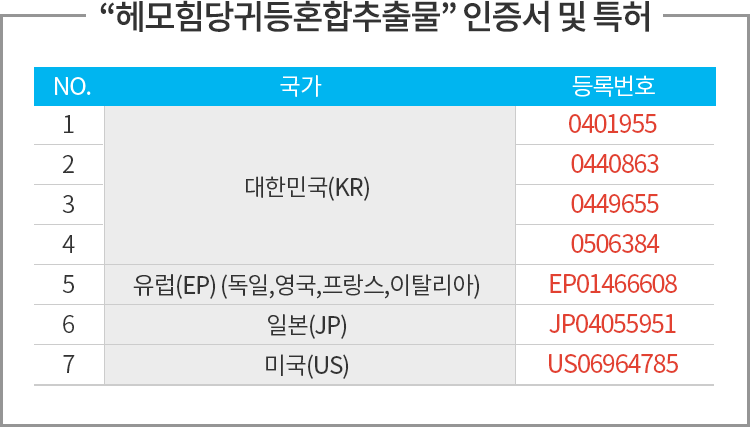 “헤모힘당귀등혼합추출물” 인증서 및 특허
NO. 국가 등록번호
1 대한민국(KR) 0401955
2 0440863
3 0449655
4 0506384
5 유럽(EP) (독일,영국,프랑스,이탈리아) EP01466608
6 일본(JP) JP04055951
7 미국(US) US06964785